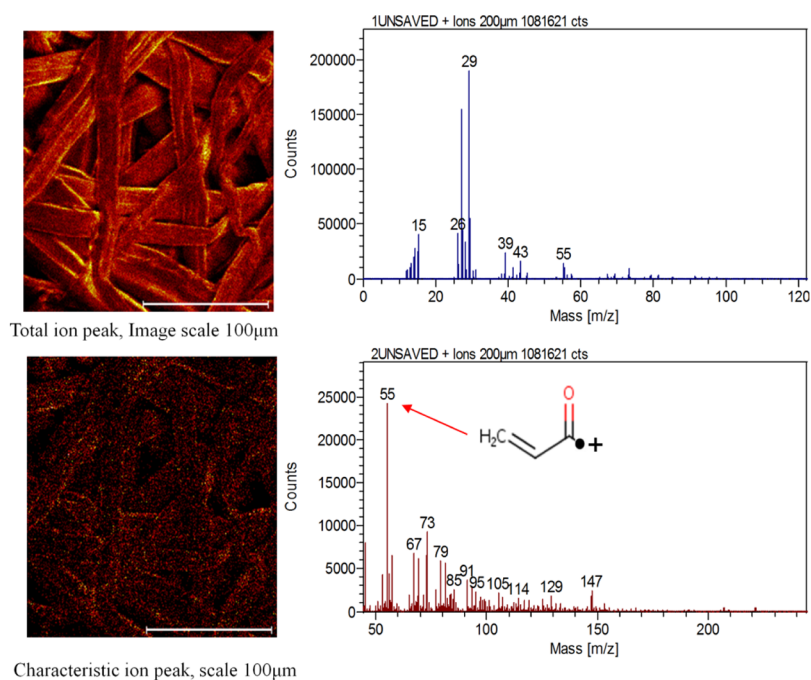 1UNSAVED + Ions 200µm 1081621 cts
200000
150000
100000
50000
0
Counts
15
26
29
39
43
55
0 20 40 60 80 100 120
Mass [m/z]
Total ion peak, Image scale 100µm
2UNSAVED + Ions 200µm 1081621 cts
25000
20000
15000
10000
5000
0
Counts
55
67
73
79
85
91
95
105
14
129
147
O
H2C
+
50 100 150 200
Mass [m/z]
Characteristic ion peak, scale 100µm